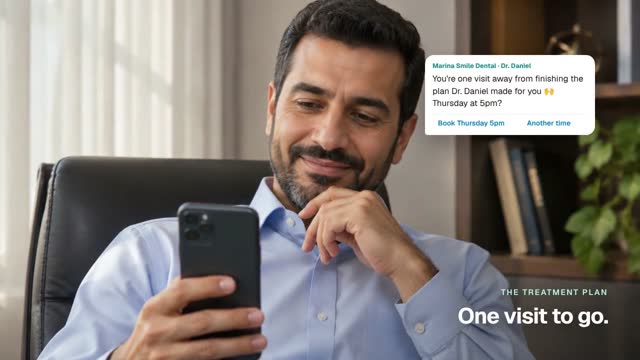 Marina Smile Dental · Dr. Daniel
You're one visit away from finishing the
plan Dr. Daniel made for you 🙌
Thursday at 5pm?
Book Thursday 5pm
Another time
THE TREATMENT PLAN
One visit to go.